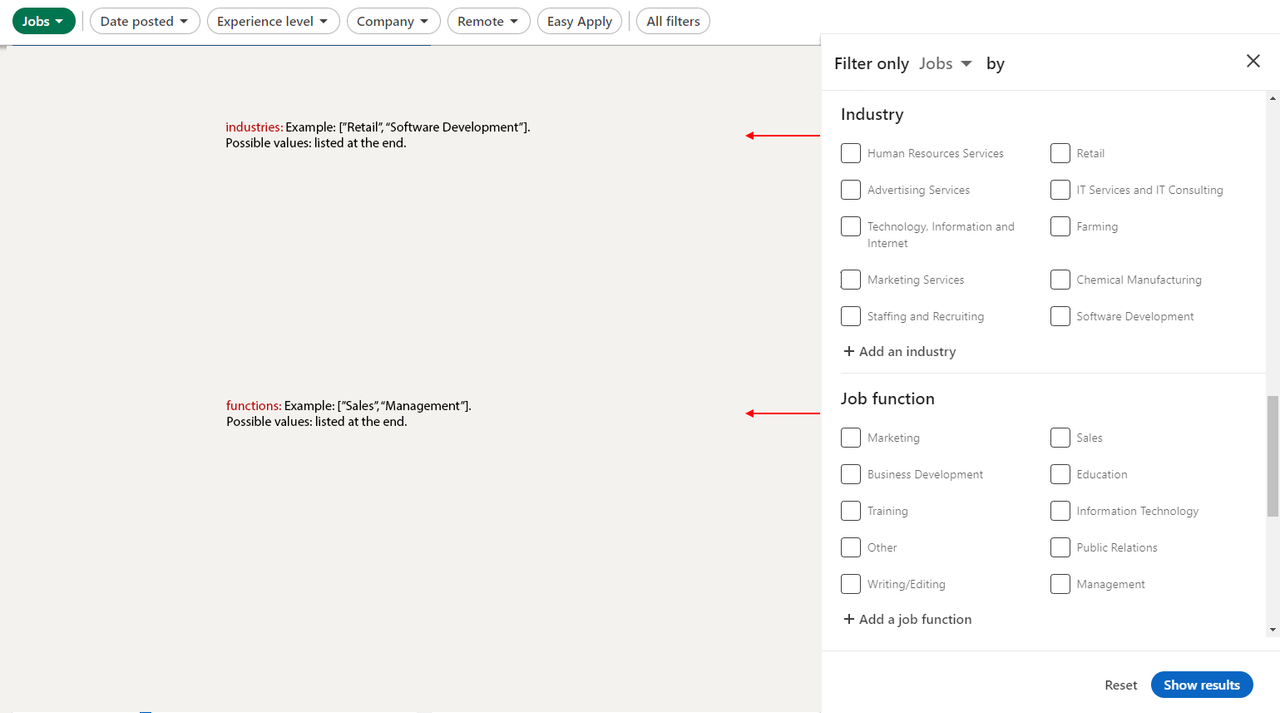 Jobs
Date posted
Experience level
Company
Remote
Easy Apply
All filters
Filter only Jobs by
industries: Example: [“Retail”, “Software Development”].
Possible values: listed at the end.
Industry
Human Resources Services
Retail
Advertising Services
IT Services and IT Consulting
Technology, Information and
Internet
Farming
Marketing Services
Chemical Manufacturing
Staffing and Recruiting
Software Development
+ Add an industry
functions: Example: [“Sales”, “Management”].
Possible values: listed at the end.
Job function
Marketing
Sales
Business Development
Education
Training
Information Technology
Other
Public Relations
Writing/Editing
Management
+ Add a job function
Reset
Show results